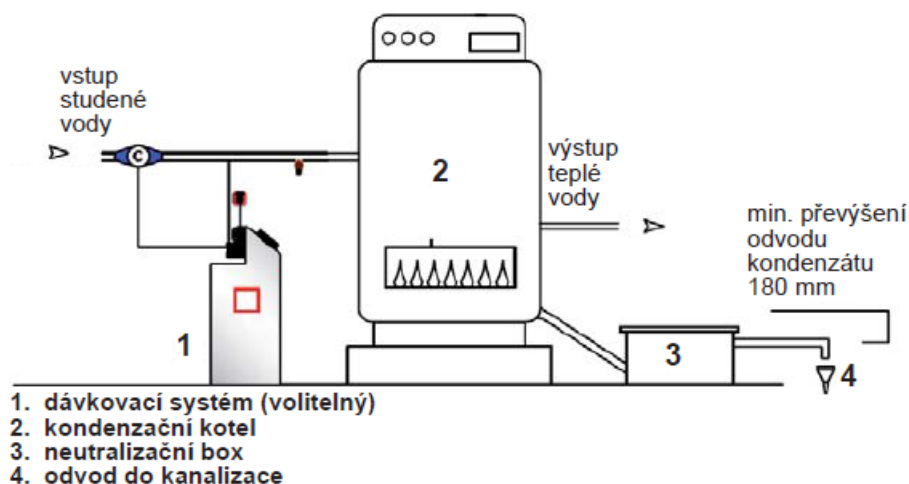 vstup
studené
vody
C
2
výstup
teplé
vody
min. převýšení
odvodu
kondenzátu
180 mm
1
3
4
1. dávkovací systém (volitelný)
2. kondenzační kotel
3. neutralizační box
4. odvod do kanalizace